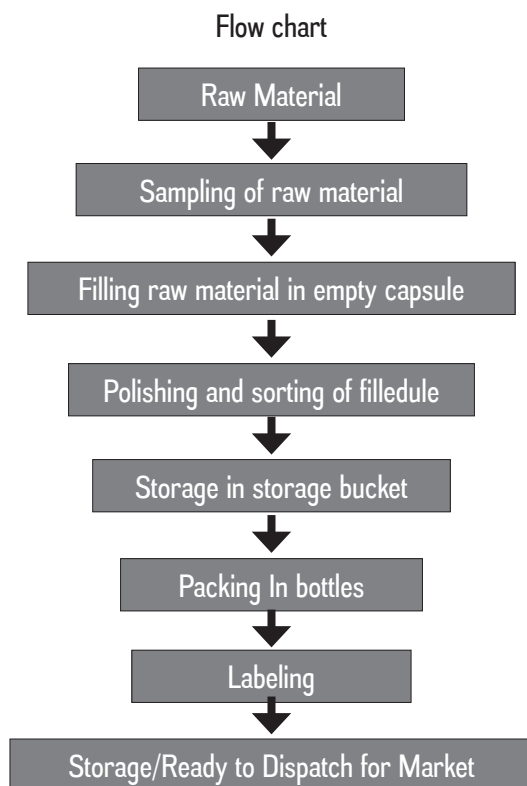 Flow chart
Raw Material
Sampling of raw material
Filling raw material in empty capsule
Polishing and sorting of filledule
Storage in storage bucket
Packing In bottles
Labeling
Storage/Ready to Dispatch for Market